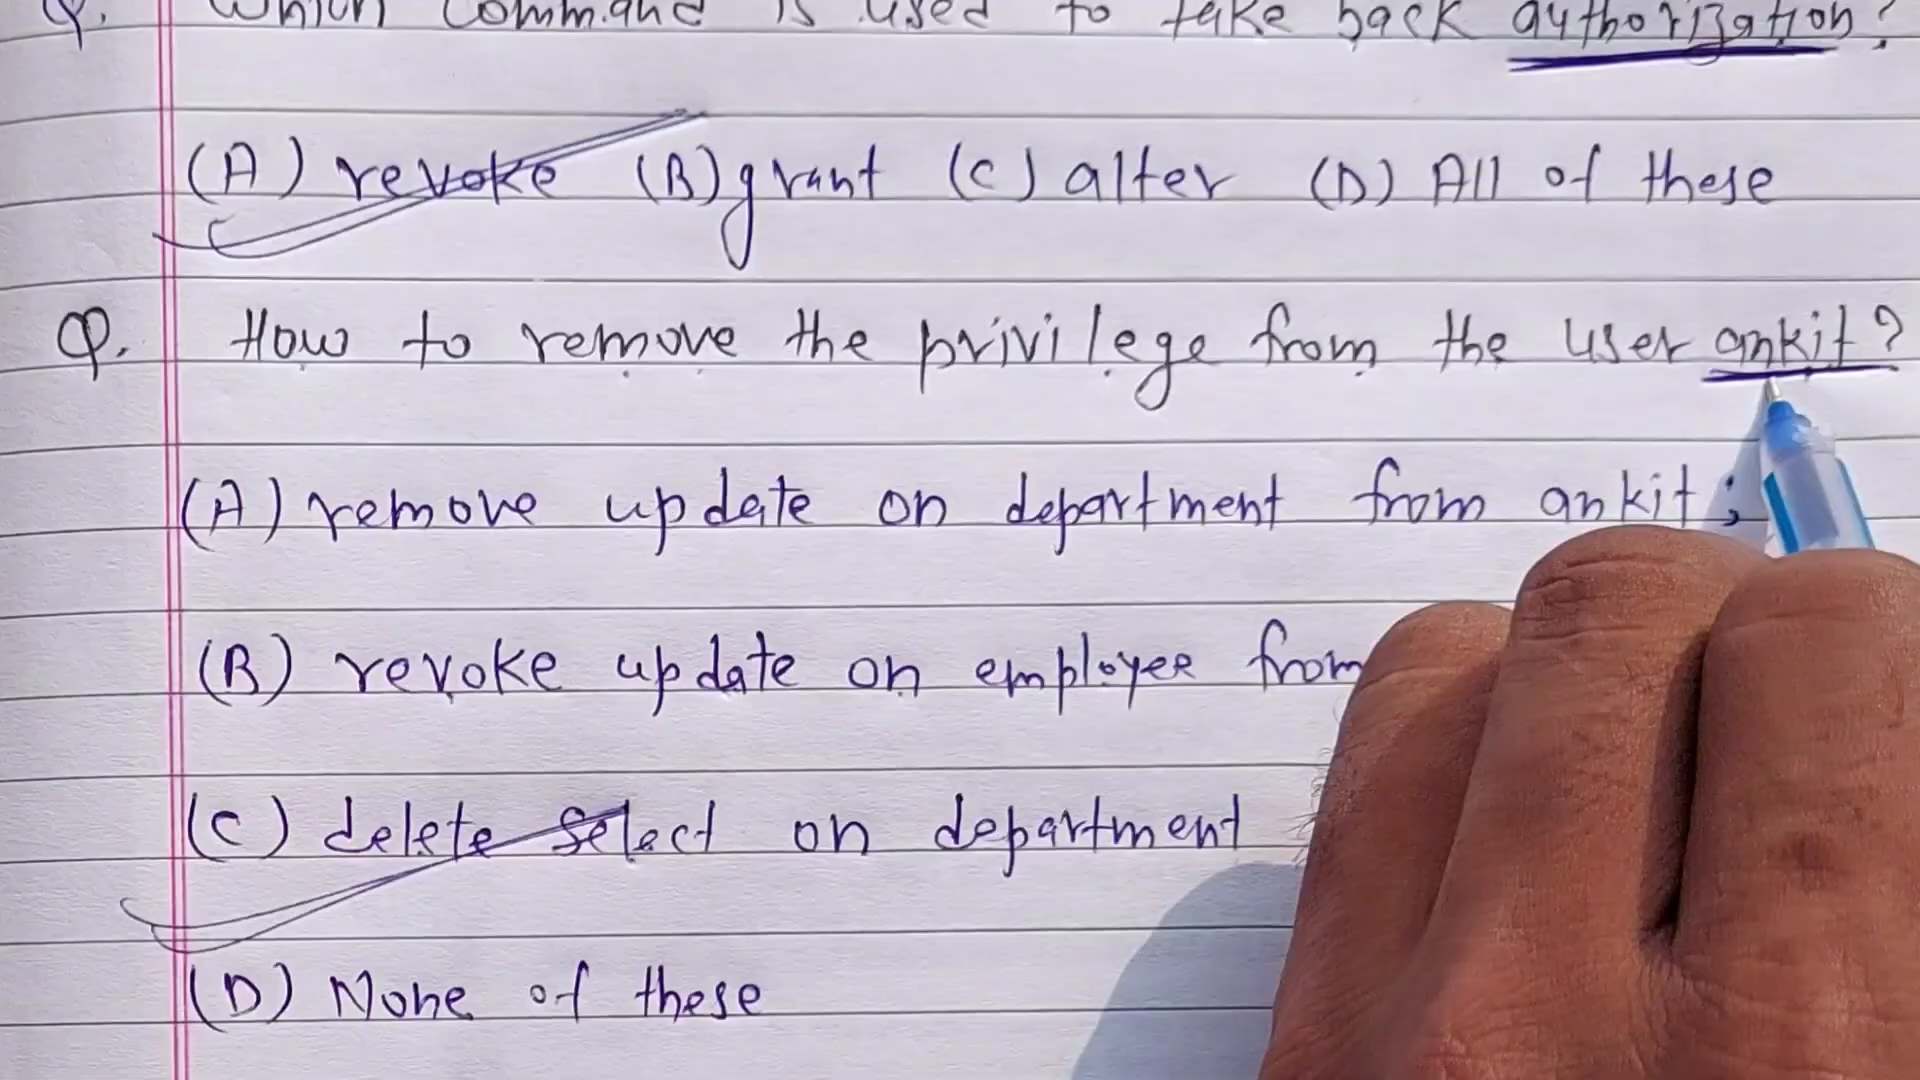 Q. Which command is used to take back authorization?
(A) revoke (B) grant (C) alter (D) All of these
Q. How to remove the privilege from the user ankit?
(A) remove update on department from ankit;
(B) revoke update on employee from
(C) delete select on department
(D) None of these